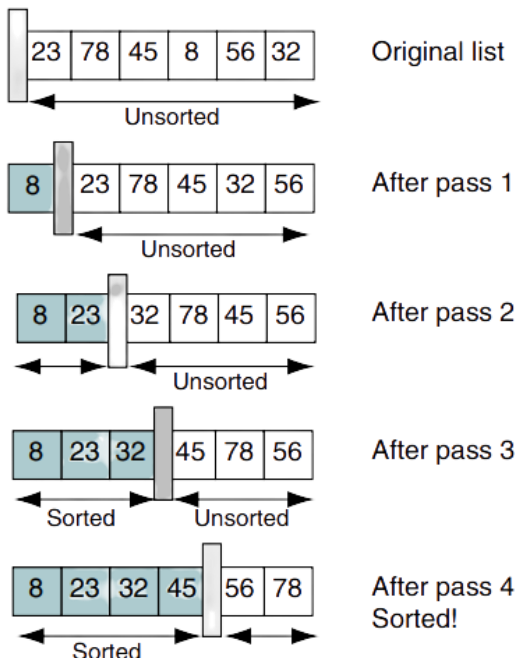 23 78 45 8 56 32 Original list
Unsorted
8 23 78 45 32 56 After pass 1
Unsorted
8 23 32 78 45 56 After pass 2
Unsorted
8 23 32 45 78 56 After pass 3
Sorted Unsorted
8 23 32 45 56 78 After pass 4
Sorted!
Sorted